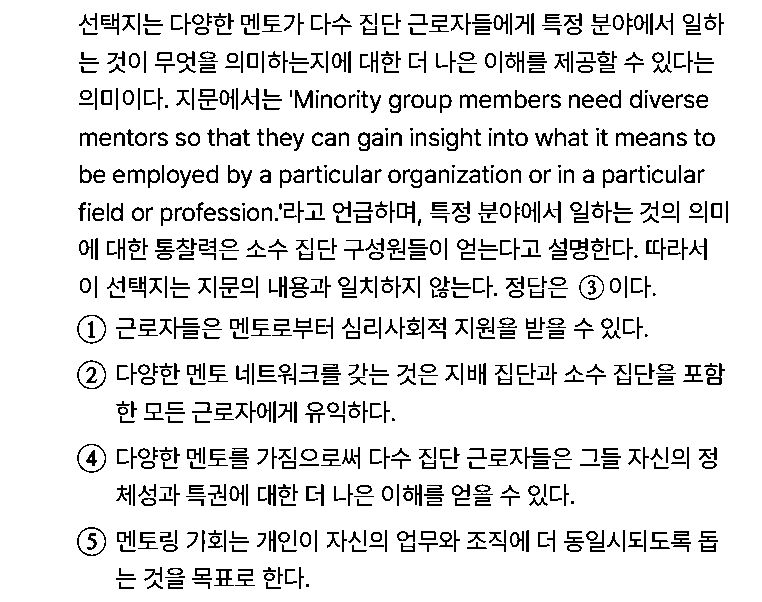 선택지는 다양한 멘토가 다수 집단 근로자들에게 특정 분야에서 일하
는 것이 무엇을 의미하는지에 대한 더 나은 이해를 제공할 수 있다는
의미이다. 지문에서는 'Minority group members need diverse
mentors so that they can gain insight into what it means to
be employed by a particular organization or in a particular
field or profession.'라고 언급하며, 특정 분야에서 일하는 것의 의미
에 대한 통찰력은 소수 집단 구성원들이 얻는다고 설명한다. 따라서
이 선택지는 지문의 내용과 일치하지 않는다. 정답은 ③이다.
① 근로자들은 멘토로부터 심리사회적 지원을 받을 수 있다.
② 다양한 멘토 네트워크를 갖는 것은 지배 집단과 소수 집단을 포함
한 모든 근로자에게 유익하다.
④ 다양한 멘토를 가짐으로써 다수 집단 근로자들은 그들 자신의 정
체성과 특권에 대한 더 나은 이해를 얻을 수 있다.
⑤ 멘토링 기회는 개인이 자신의 업무와 조직에 더 동일시되도록 돕
는 것을 목표로 한다.